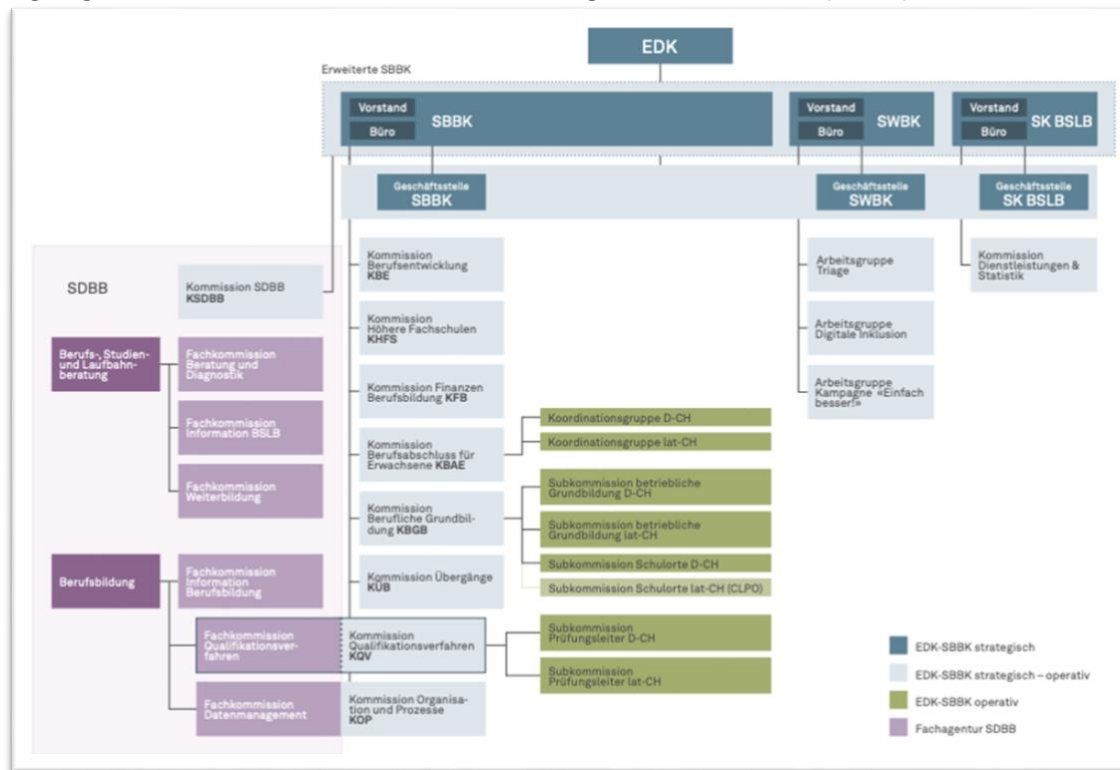 EDK
Erweiterte SBBK
Vorstand
Büro
SBBK
Vorstand
Büro
SWBK
Vorstand
Büro
SK BSLB
Geschäftsstelle
SBBK
Geschäftsstelle
SWBK
Geschäftsstelle
SK BSLB
SDBB
Kommission SDBB
KSDBB
Berufs-, Studien-
und Laufbahn-
beratung
Fachkommission
Beratung und
Diagnostik
Fachkommission
Information BSLB
Fachkommission
Weiterbildung
Berufsbildung
Fachkommission
Information
Berufsbildung
Fachkommission
Qualifikationsver-
fahren
Fachkommission
Datenmanagement
Kommission
Berufsentwicklung
KBE
Kommission
Höhere Fachschulen
KHFS
Kommission Finanzen
Berufsbildung KFB
Kommission
Berufsabschluss für
Erwachsene KBAE
Kommission
Berufliche Grundbil-
dung KBGB
Kommission Übergänge
KÜB
Kommission
Qualifikationsverfahren
KQV
Kommission Organisa-
tion und Prozesse
KOP
Koordinationsgruppe D-CH
Koordinationsgruppe lat-CH
Subkommission betriebliche
Grundbildung D-CH
Subkommission betriebliche
Grundbildung lat-CH
Subkommission Schulorte D-CH
Subkommission Schulorte lat-CH (CLPO)
Subkommission
Prüfungsleiter D-CH
Subkommission
Prüfungsleiter lat-CH
Arbeitsgruppe
Triage
Arbeitsgruppe
Digitale Inklusion
Arbeitsgruppe
Kampagne «Einfach
besser!»
Kommission
Dienstleistungen &
Statistik
EDK-SBBK strategisch
EDK-SBBK strategisch – operativ
EDK-SBBK operativ
Fachagentur SDBB